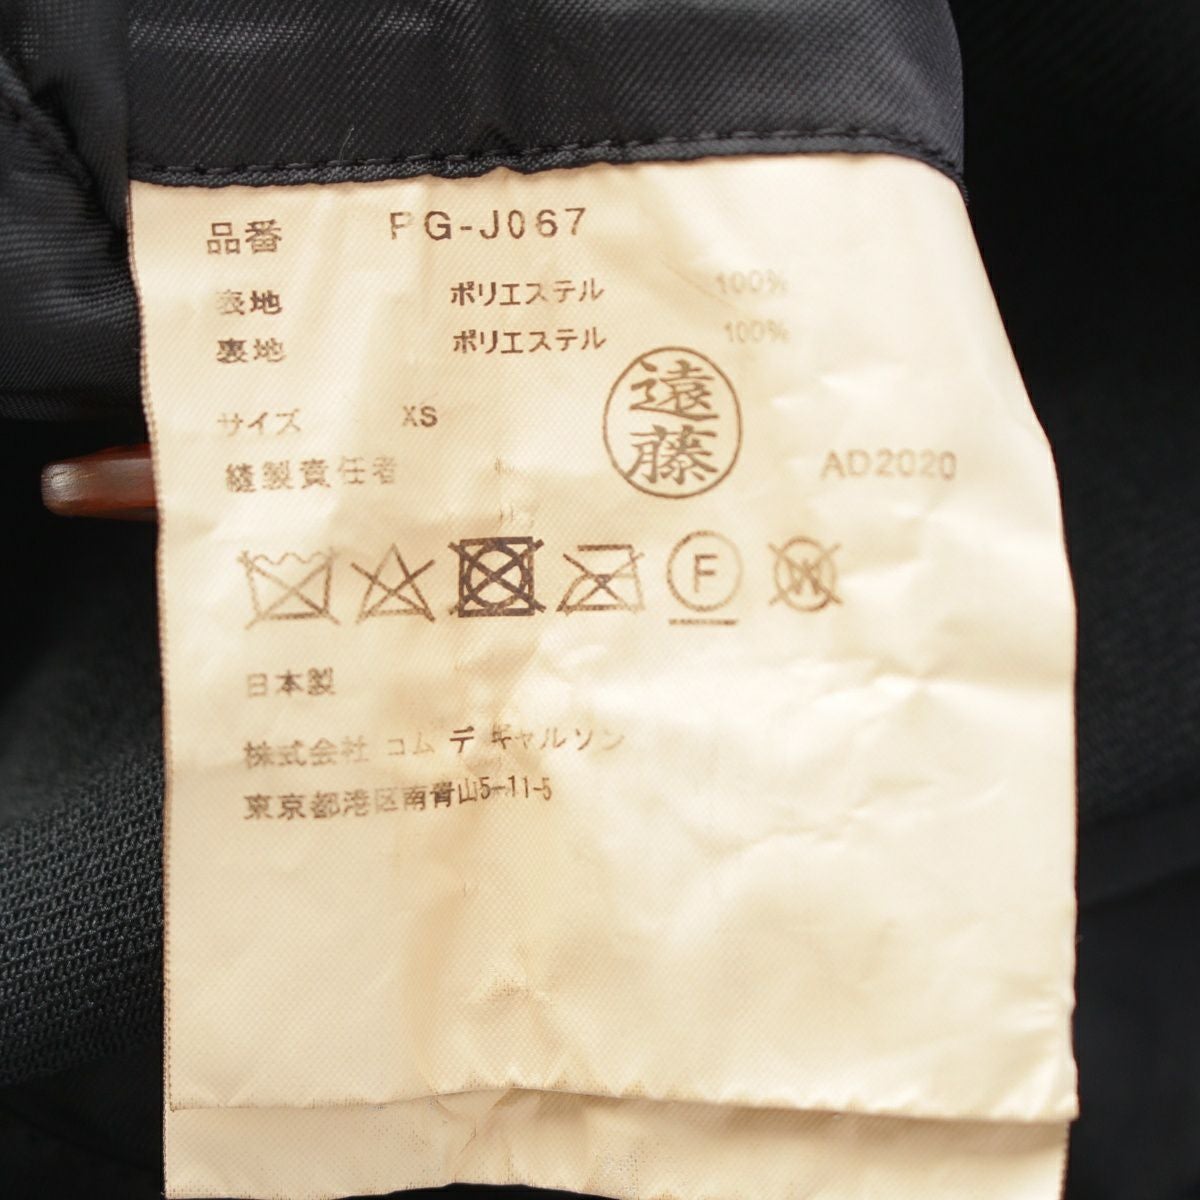 品番 PG-J067
表地 ポリエステル 100%
裏地 ポリエステル 100%
サイズ XS
縫製責任者 遠藤 AD2020
F W
日本製
株式会社 コム デ ギャルソン
東京都港区南青山5-11-5